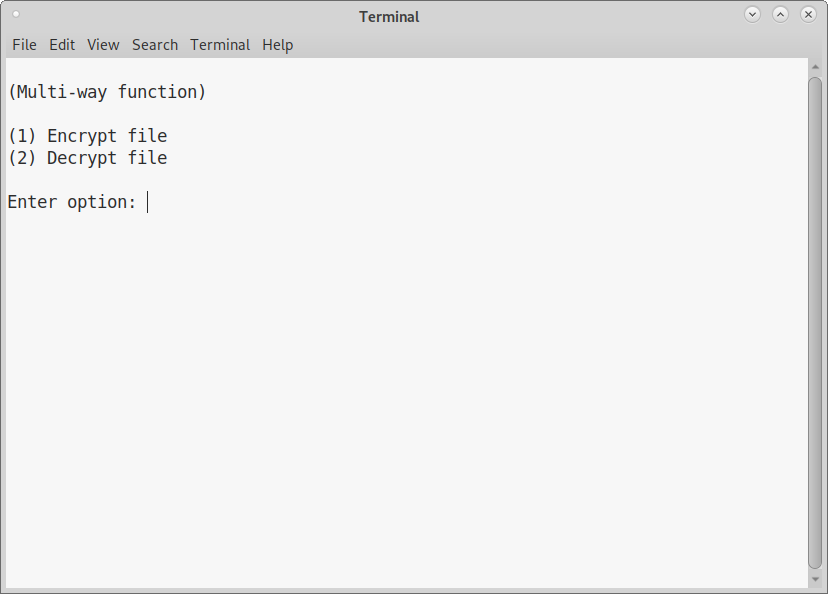 Terminal
File Edit View Search Terminal Help
(Multi-way function)
(1) Encrypt file
(2) Decrypt file
Enter option: